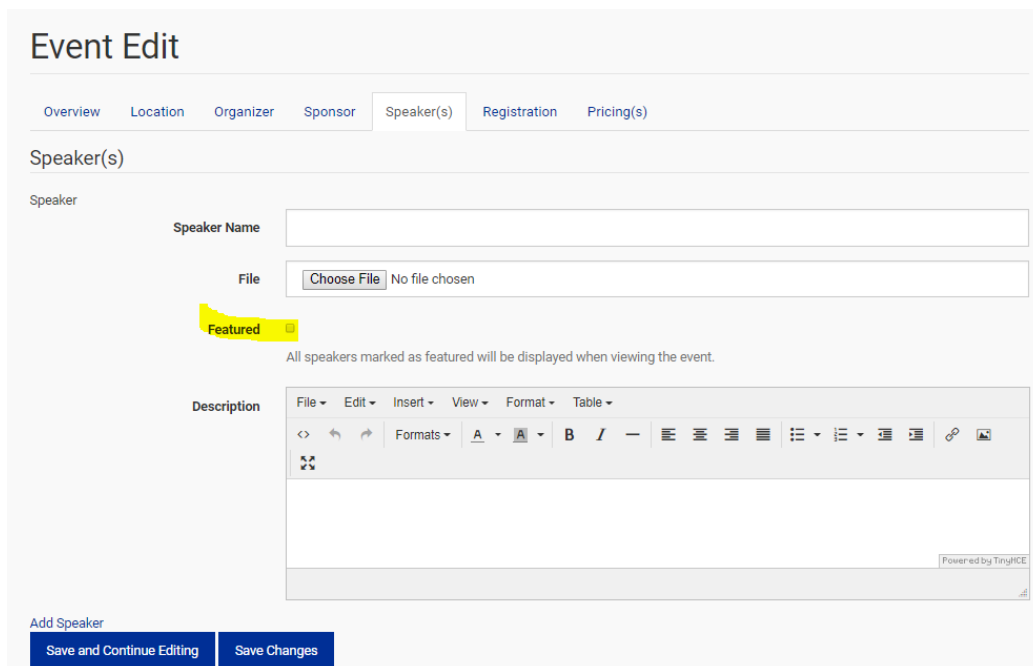 Event Edit
Overview Location Organizer Sponsor Speaker(s) Registration Pricing(s)
Speaker(s)
Speaker
Speaker Name
File Choose File No file chosen
Featured
All speakers marked as featured will be displayed when viewing the event.
Description
File Edit Insert View Format Table
Formats A A B I
Powered by TinyMCE
Add Speaker
Save and Continue Editing Save Changes